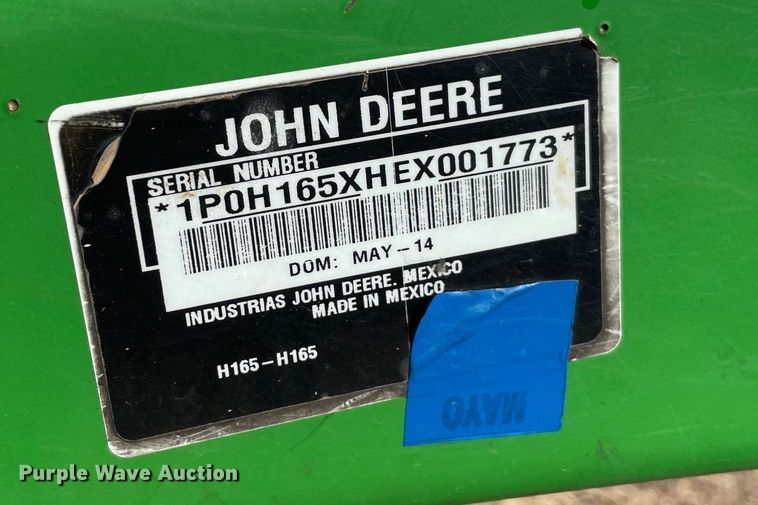 JOHN DEERE
SERIAL NUMBER
*1P0H165XHEX001773*
DOM: MAY-14
INDUSTRIAS JOHN DEERE, MEXICO
MADE IN MEXICO
H165-H165
MAYO
Purple Wave Auction